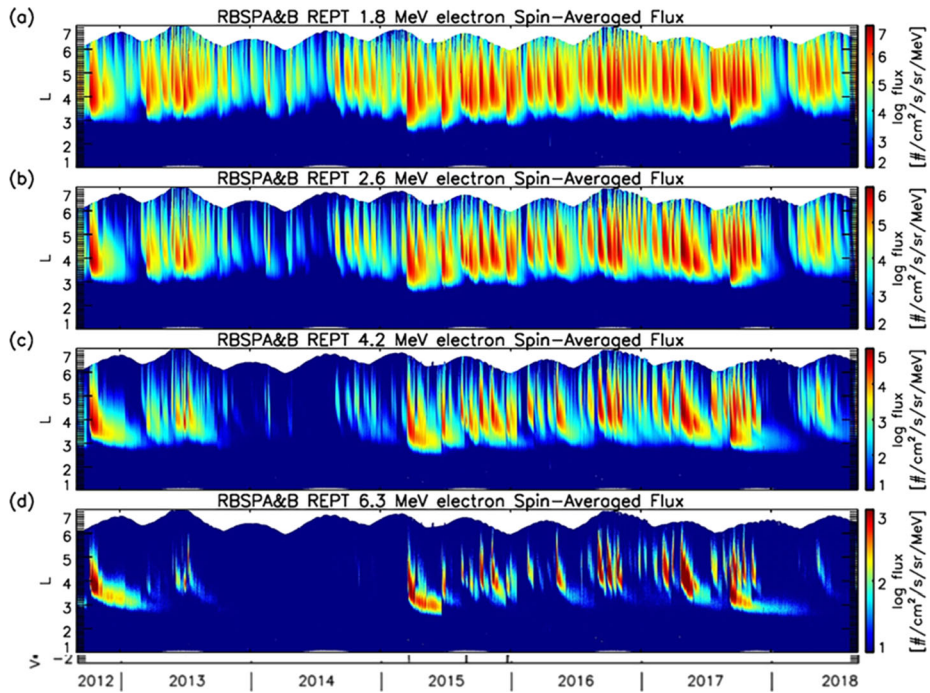 (a) RBSPA&B REPT 1.8 MeV electron Spin-Averaged Flux
7
6
5
4
3
2
1
L
7
6
5
4
3
2
log flux
[#/cm²/s/sr/MeV]
(b) RBSPA&B REPT 2.6 MeV electron Spin-Averaged Flux
7
6
5
4
3
2
1
L
6
5
4
3
2
log flux
[#/cm²/s/sr/MeV]
(c) RBSPA&B REPT 4.2 MeV electron Spin-Averaged Flux
7
6
5
4
3
2
1
L
5
4
3
2
1
log flux
[#/cm²/s/sr/MeV]
(d) RBSPA&B REPT 6.3 MeV electron Spin-Averaged Flux
7
6
5
4
3
2
1
L
3
2
1
log flux
[#/cm²/s/sr/MeV]
-2
2012 2013 2014 2015 2016 2017 2018